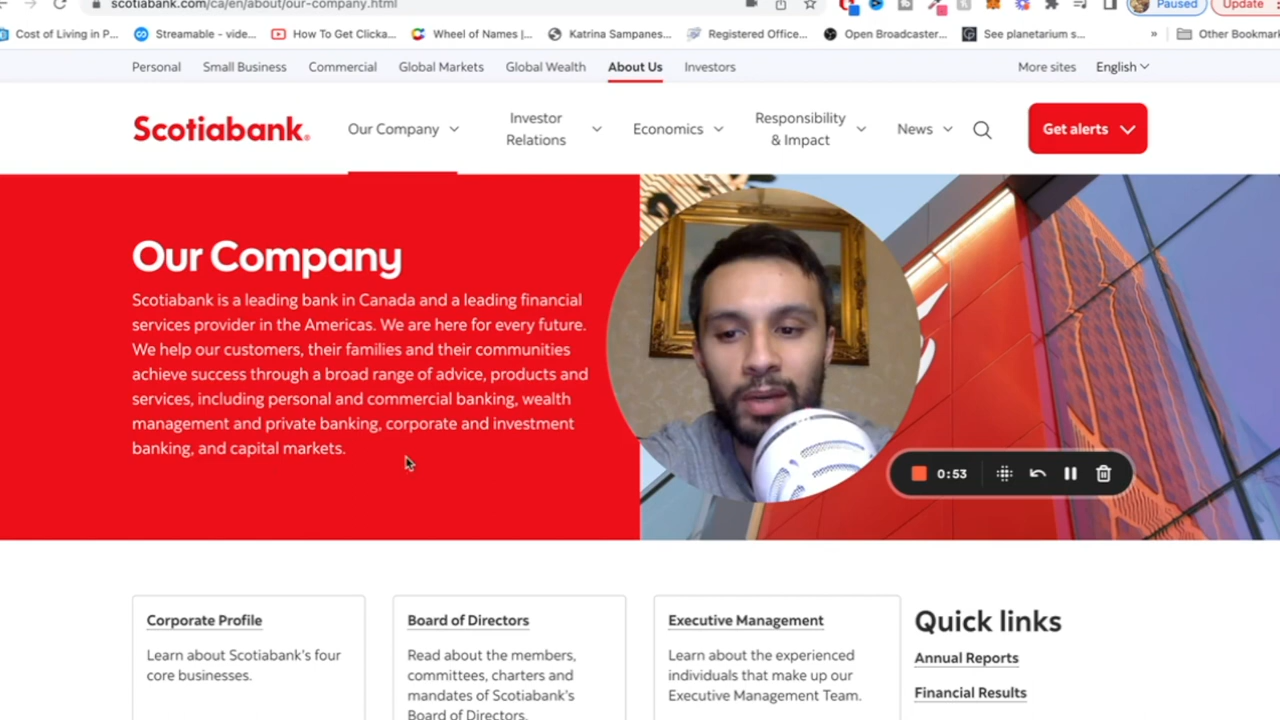 scotiabank.com/ca/en/about/our-company.html
Paused
Update
Cost of Living in P...
Streamable - vide...
How To Get Clicka...
Wheel of Names |...
Katrina Sampanes...
Registered Office...
Open Broadcaster...
See planetarium s...
»
Other Bookmar
Personal
Small Business
Commercial
Global Markets
Global Wealth
About Us
Investors
More sites
English
Scotiabank®
Our Company
Investor
Relations
Economics
Responsibility
& Impact
News
Get alerts
Our Company
Scotiabank is a leading bank in Canada and a leading financial
services provider in the Americas. We are here for every future.
We help our customers, their families and their communities
achieve success through a broad range of advice, products and
services, including personal and commercial banking, wealth
management and private banking, corporate and investment
banking, and capital markets.
0:53
Corporate Profile
Learn about Scotiabank's four
core businesses.
Board of Directors
Read about the members,
committees, charters and
mandates of Scotiabank's
Board of Directors.
Executive Management
Learn about the experienced
individuals that make up our
Executive Management Team.
Quick links
Annual Reports
Financial Results